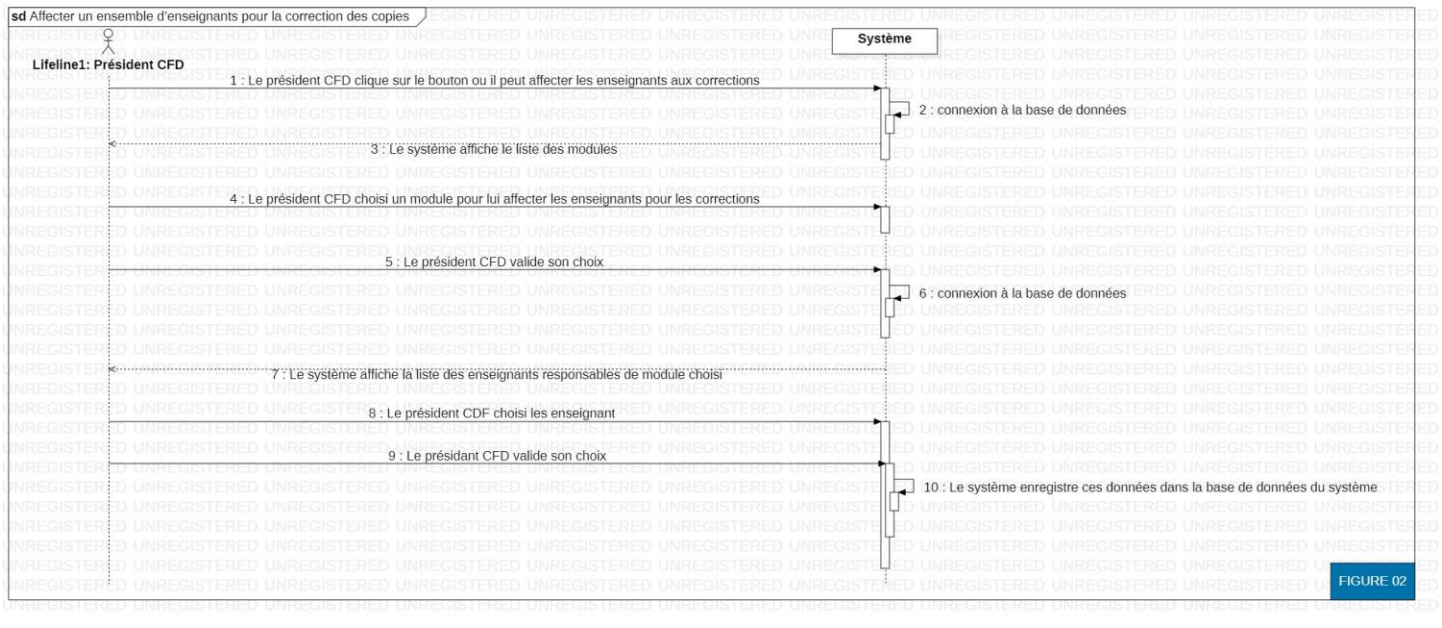 sd Affecter un ensemble d'enseignants pour la correction des copies
Système
Lifeline1: Président CFD
1 : Le président CFD clique sur le bouton ou il peut affecter les enseignants aux corrections
2 : connexion à la base de données
3 : Le système affiche le liste des modules
4 : Le président CFD choisi un module pour lui affecter les enseignants pour les corrections
5 : Le président CFD valide son choix
6 : connexion à la base de données
7 : Le système affiche la liste des enseignants responsables de module choisi
8 : Le président CDF choisi les enseignant
9 : Le présidant CFD valide son choix
10 : Le système enregistre ces données dans la base de données du système
FIGURE 02
UNREGISTERED